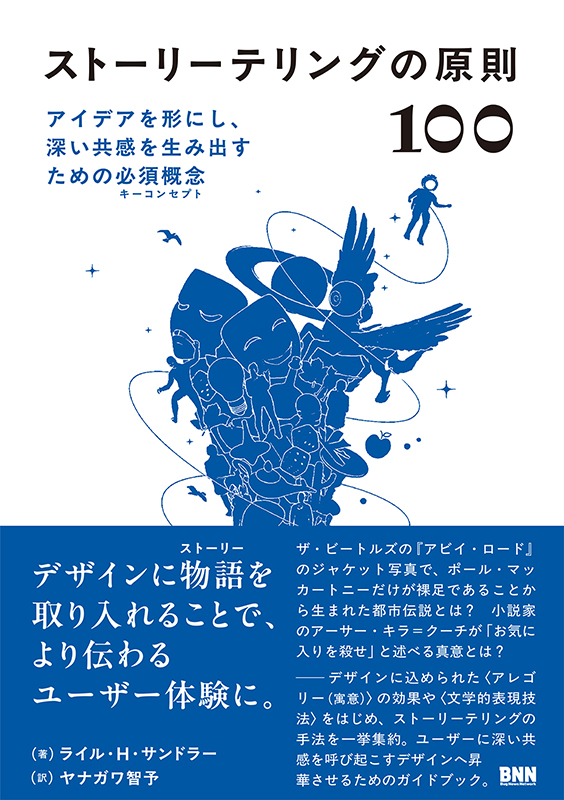 ストーリーテリングの原則
100
アイデアを形にし、
深い共感を生み出す
ための必須概念
キーコンセプト
ストーリー
デザインに物語を
取り入れることで、
より伝わる
ユーザー体験に。
(著) ライル・H・サンドラー
(訳) ヤナガワ智予
ザ・ビートルズの『アビイ・ロード』
のジャケット写真で、ポール・マッ
カートニーだけが裸足であることか
ら生まれた都市伝説とは？　小説家
のアーサー・キラ＝クーチが「お気に
入りを殺せ」と述べる真意とは？
── デザインに込められた〈アレゴ
リー（寓意）〉の効果や〈文学的表現技
法〉をはじめ、ストーリーテリングの
手法を一挙集約。ユーザーに深い共
感を呼び起こすデザインへ昇
華させるためのガイドブック。
BNN
Bug News Network